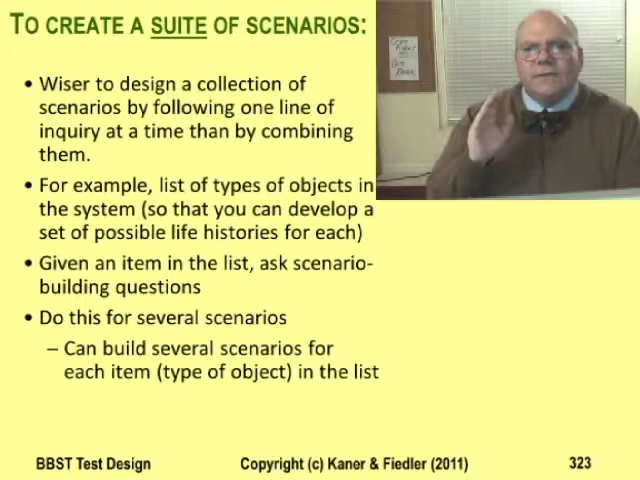 TO CREATE A SUITE OF SCENARIOS:
• Wiser to design a collection of
scenarios by following one line of
inquiry at a time than by combining
them.
• For example, list of types of objects in
the system (so that you can develop a
set of possible life histories for each)
• Given an item in the list, ask scenario-
building questions
• Do this for several scenarios
– Can build several scenarios for
each item (type of object) in the list
BBST Test Design
Copyright (c) Kaner & Fiedler (2011)
323